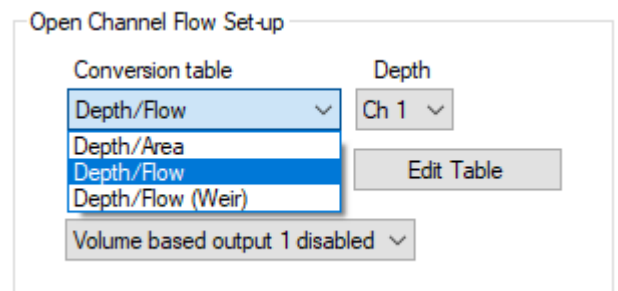 Open Channel Flow Set-up
Conversion table Depth
Depth/Flow Ch 1
Depth/Area
Depth/Flow Edit Table
Depth/Flow (Weir)
Volume based output 1 disabled